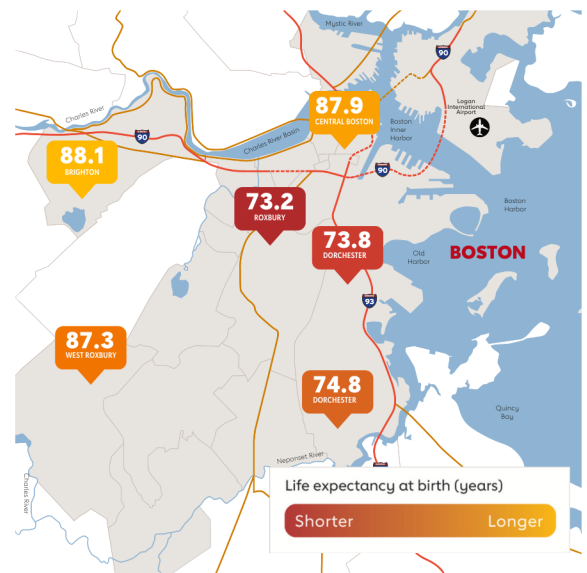 Mystic River
90
Logan
International
Airport
87.9
CENTRAL BOSTON
Charles River
90
Boston
Inner
Harbor
Charles River Basin
88.1
BRIGHTON
90
73.2
ROXBURY
Boston
Harbor
73.8
DORCHESTER
Old
Harbor
BOSTON
93
87.3
WEST ROXBURY
74.8
DORCHESTER
Quincy
Bay
Neponset River
Charles River
Life expectancy at birth (years)
Shorter
Longer